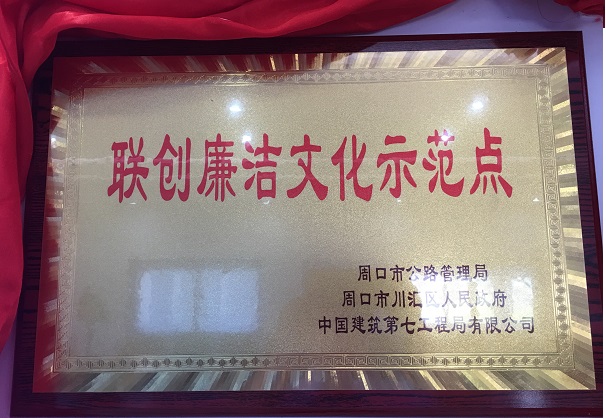 联创廉洁文化示范点
周口市公路管理局
周口市川汇区人民政府
中国建筑第七工程局有限公司